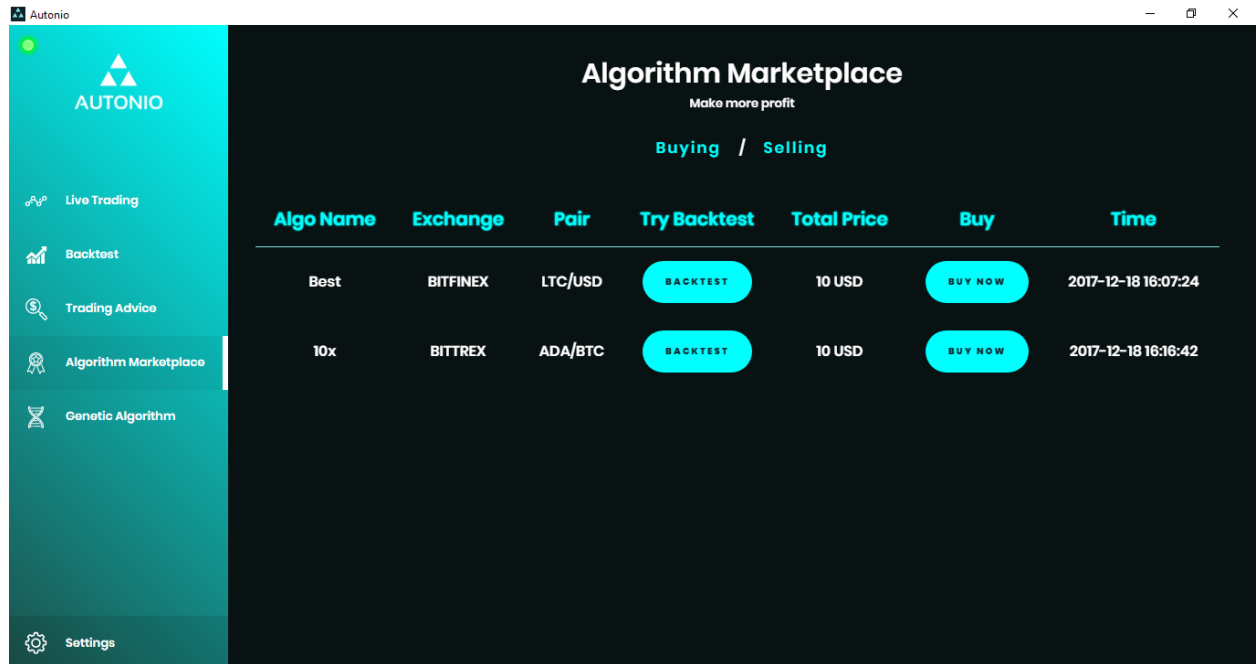 Autonio
AUTONIO
Live Trading
Backtest
Trading Advice
Algorithm Marketplace
Genetic Algorithm
Settings
Algorithm Marketplace
Make more profit
Buying / Selling
Algo Name Exchange Pair Try Backtest Total Price Buy Time
Best BITFINEX LTC/USD BACKTEST 10 USD BUY NOW 2017-12-18 16:07:24
10x BITTREX ADA/BTC BACKTEST 10 USD BUY NOW 2017-12-18 16:16:42